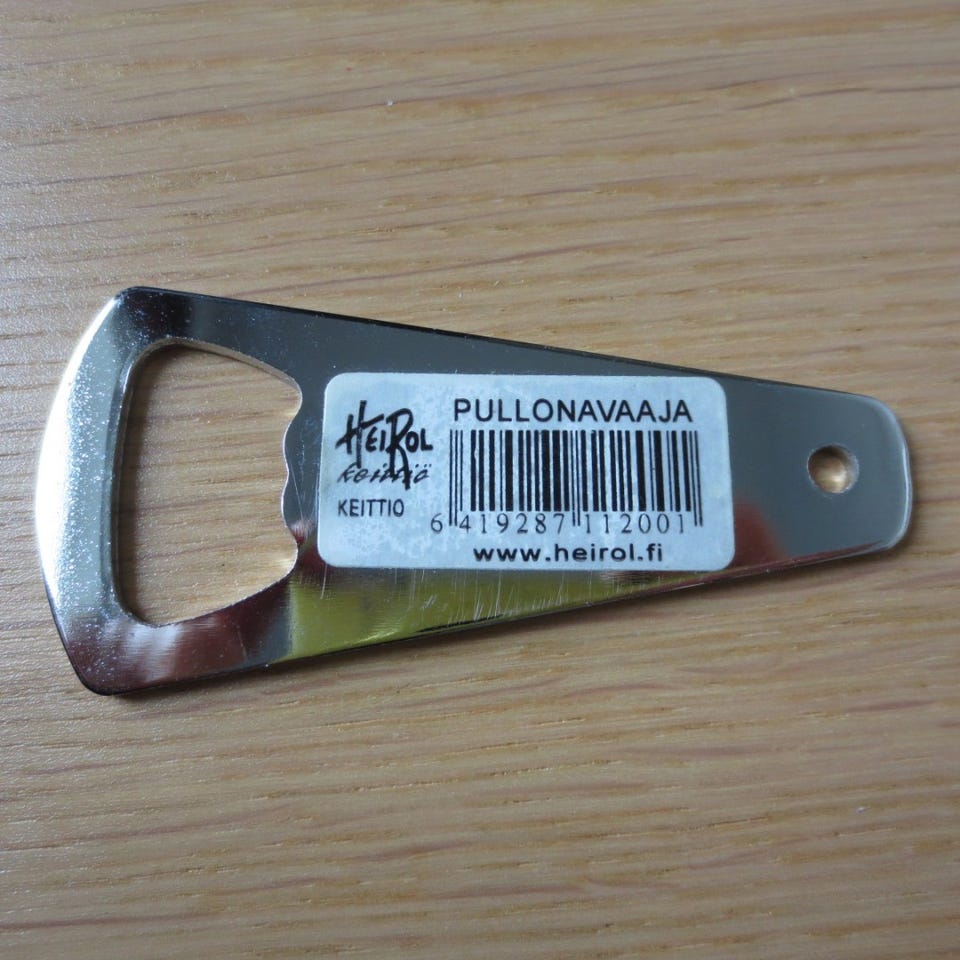 PULLONAVAAJA
HEIROL
keittiö
KEITTIO
6 419287 112001
www.heirol.fi